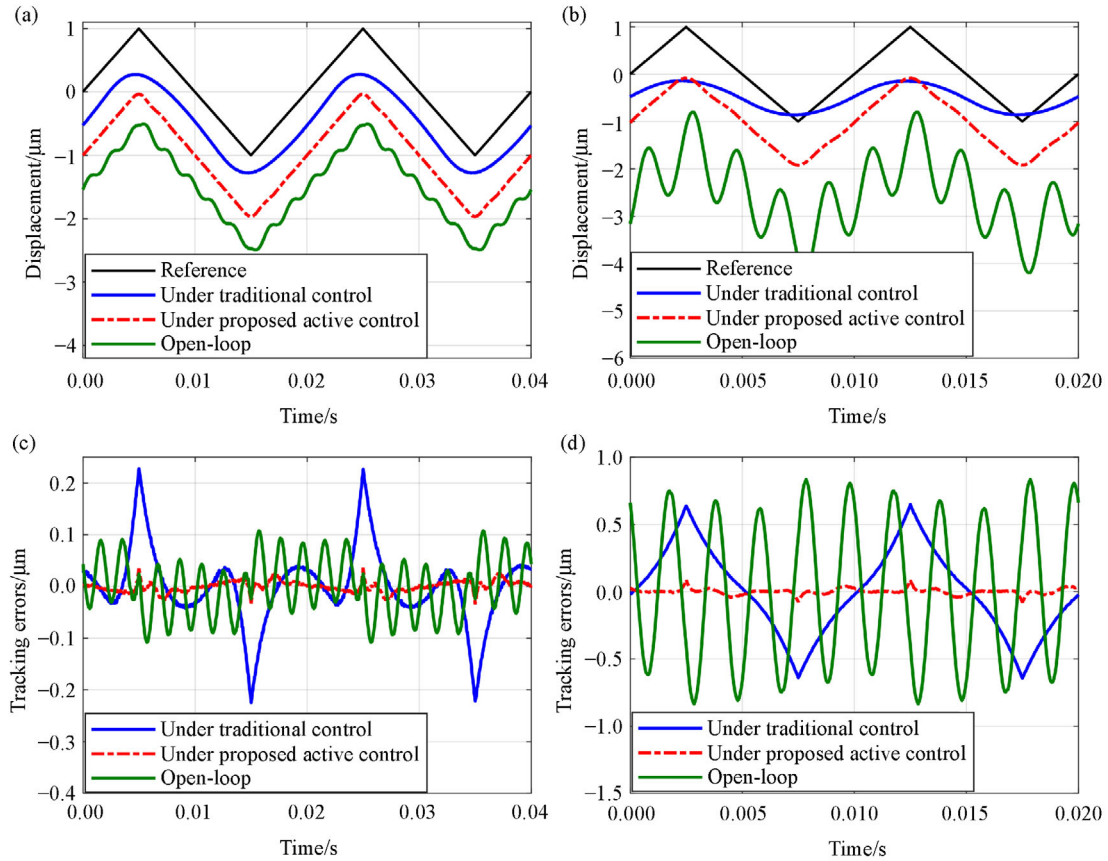 (a)
1
0
−1
−2
−3
−4
Displacement/μm
Reference
Under traditional control
Under proposed active control
Open-loop
0.00
0.01
0.02
0.03
0.04
Time/s
(b)
1
0
−1
−2
−3
−4
−5
−6
Displacement/μm
Reference
Under traditional control
Under proposed active control
Open-loop
0.000
0.005
0.010
0.015
0.020
Time/s
(c)
0.2
0.1
0.0
−0.1
−0.2
−0.3
−0.4
Tracking errors/μm
Under traditional control
Under proposed active control
Open-loop
0.00
0.01
0.02
0.03
0.04
Time/s
(d)
1.0
0.5
0.0
−0.5
−1.0
−1.5
Tracking errors/μm
Under traditional control
Under proposed active control
Open-loop
0.000
0.005
0.010
0.015
0.020
Time/s